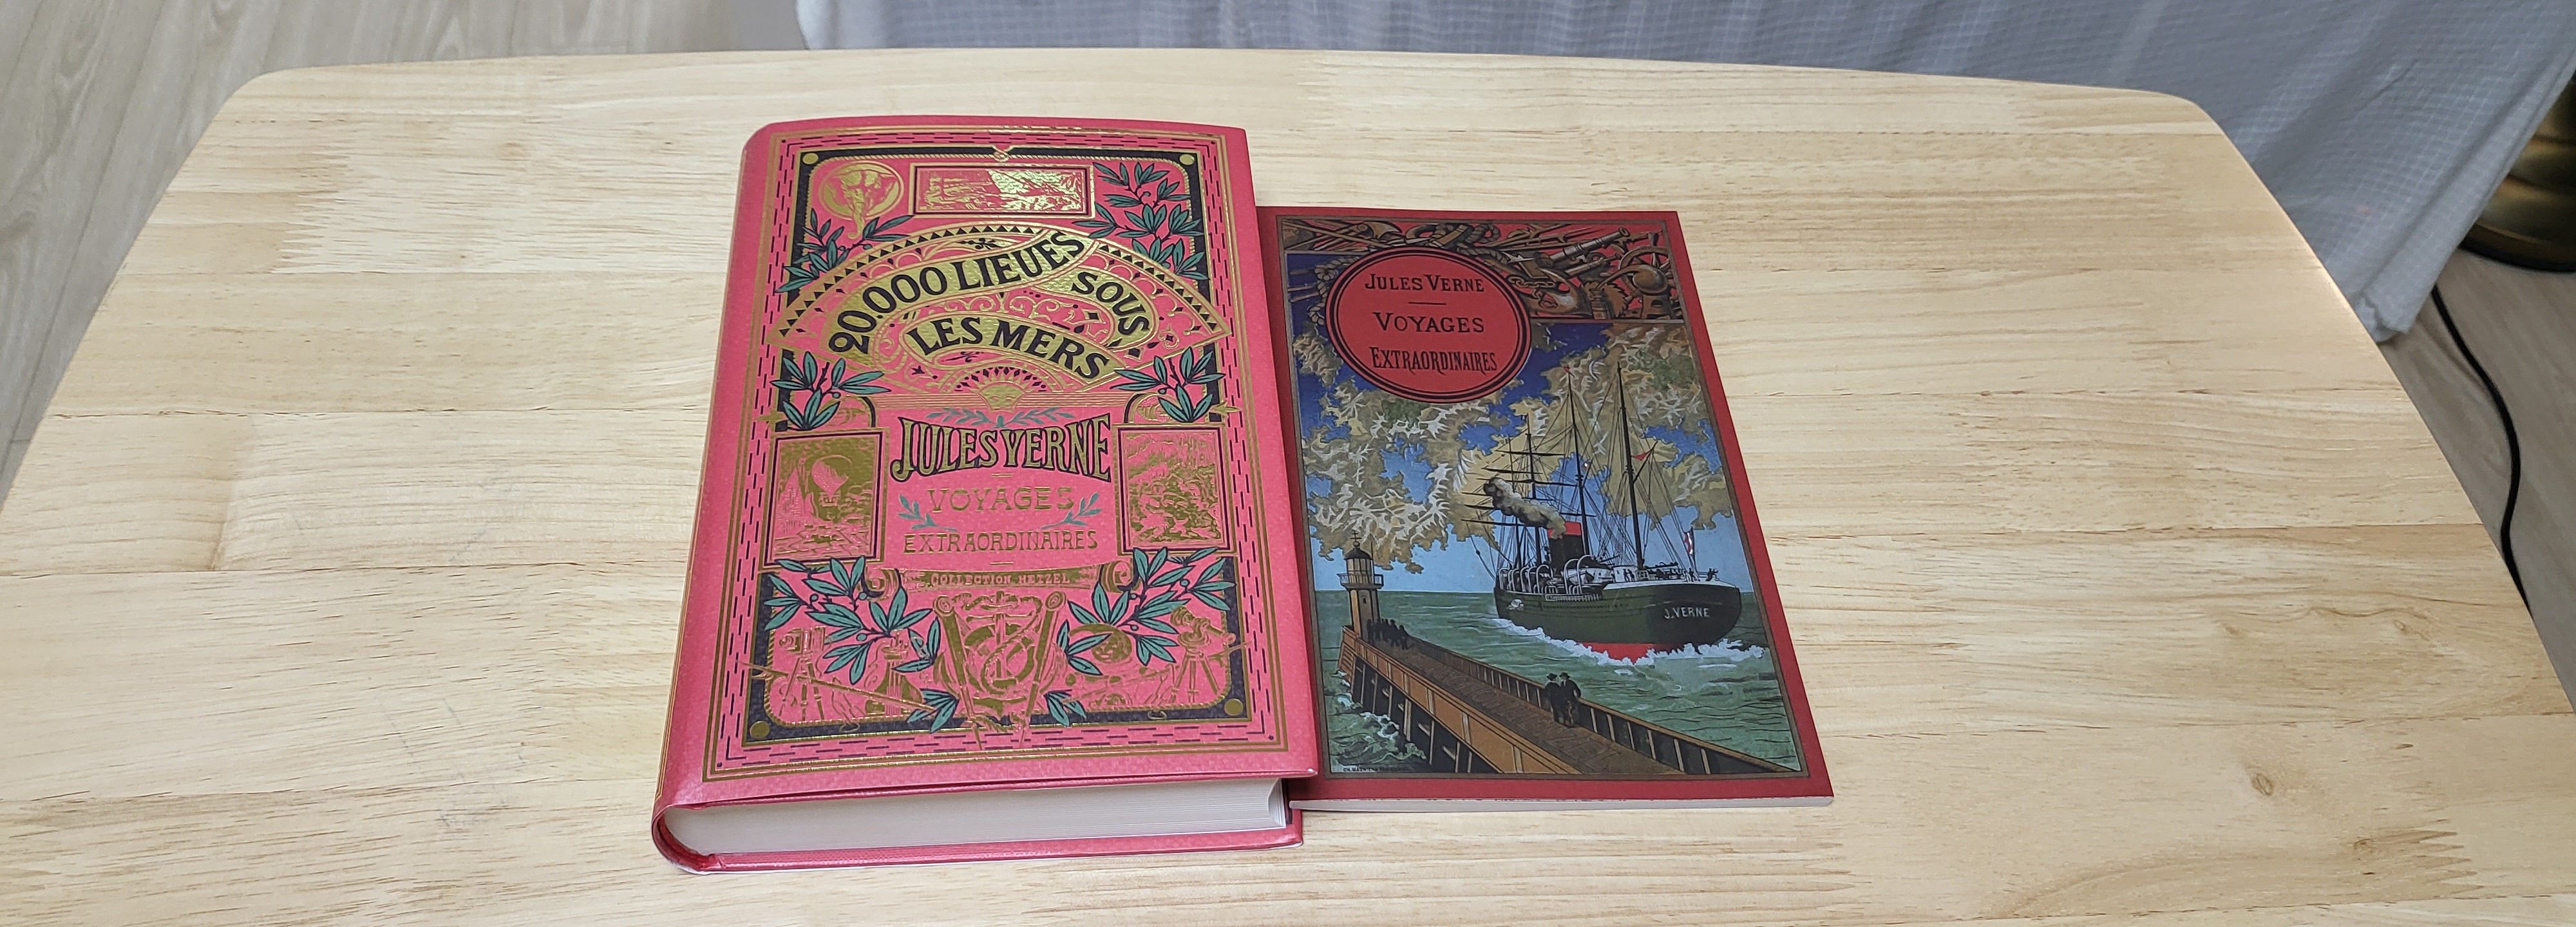 20.000 LIEUES
SOUS
LES MERS
JULES VERNE
VOYAGES
EXTRAORDINAIRES
COLLECTION HETZEL
JULES VERNE
VOYAGES
EXTRAORDINAIRES
J. VERNE